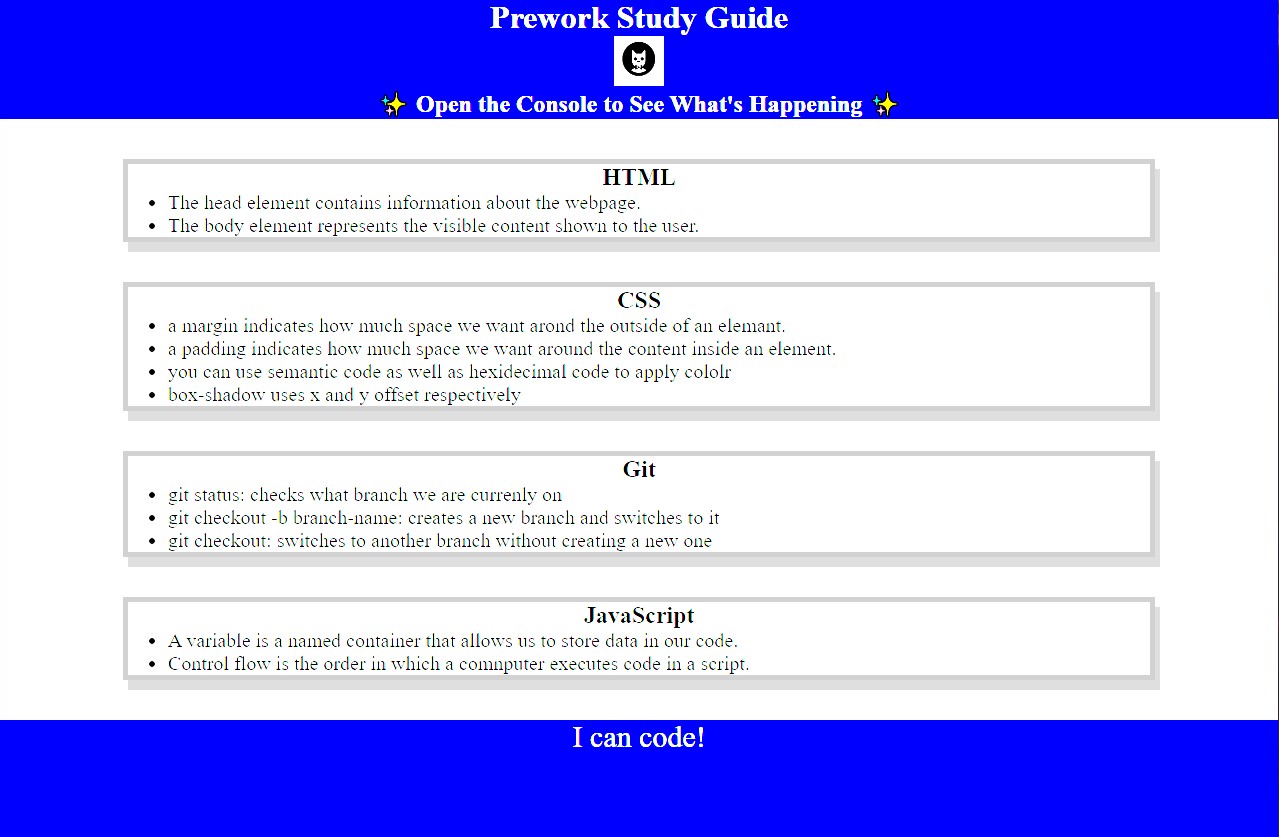 Prework Study Guide
✨ Open the Console to See What's Happening ✨
HTML
• The head element contains information about the webpage.
• The body element represents the visible content shown to the user.
CSS
• a margin indicates how much space we want arond the outside of an elemant.
• a padding indicates how much space we want around the content inside an element.
• you can use semantic code as well as hexidecimal code to apply cololr
• box-shadow uses x and y offset respectively
Git
• git status: checks what branch we are currenly on
• git checkout -b branch-name: creates a new branch and switches to it
• git checkout: switches to another branch without creating a new one
JavaScript
• A variable is a named container that allows us to store data in our code.
• Control flow is the order in which a comnputer executes code in a script.
I can code!